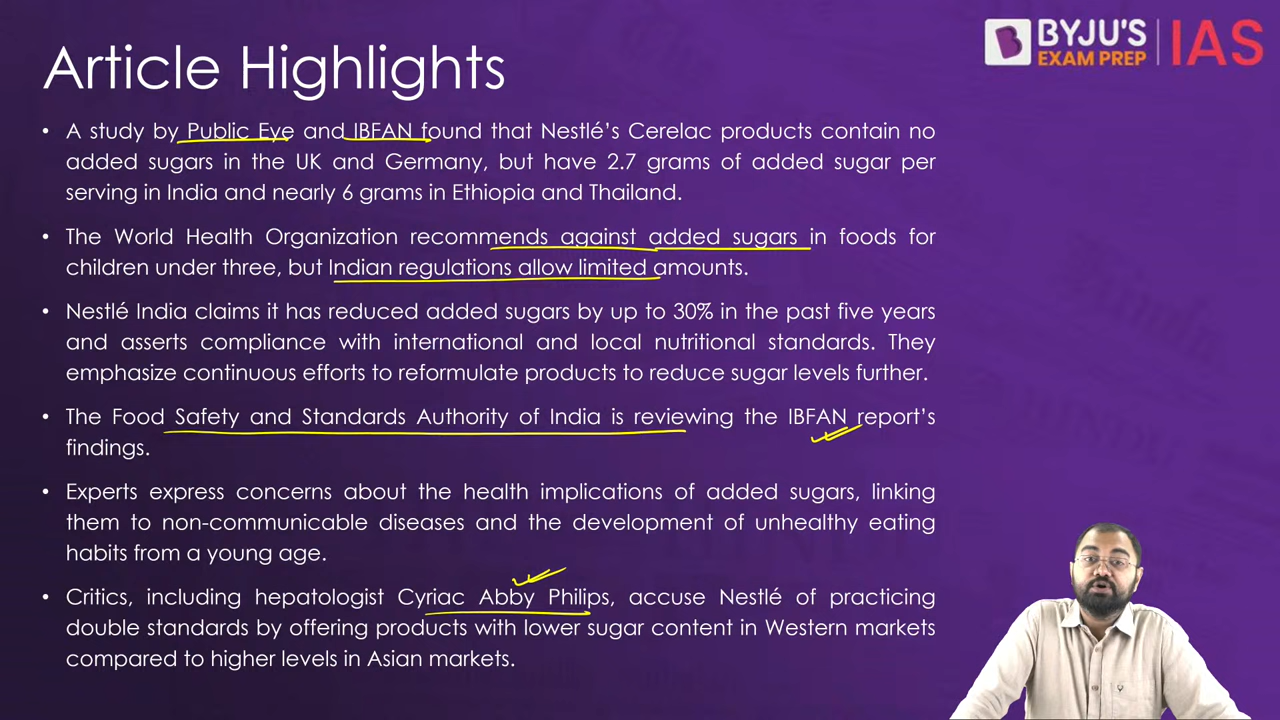 Article Highlights
BYJU'S
EXAM PREP
IAS
• A study by Public Eye and IBFAN found that Nestlé's Cerelac products contain no
added sugars in the UK and Germany, but have 2.7 grams of added sugar per
serving in India and nearly 6 grams in Ethiopia and Thailand.
• The World Health Organization recommends against added sugars in foods for
children under three, but Indian regulations allow limited amounts.
• Nestlé India claims it has reduced added sugars by up to 30% in the past five years
and asserts compliance with international and local nutritional standards. They
emphasize continuous efforts to reformulate products to reduce sugar levels further.
• The Food Safety and Standards Authority of India is reviewing the IBFAN report's
findings.
• Experts express concerns about the health implications of added sugars, linking
them to non-communicable diseases and the development of unhealthy eating
habits from a young age.
• Critics, including hepatologist Cyriac Abby Philips, accuse Nestlé of practicing
double standards by offering products with lower sugar content in Western markets
compared to higher levels in Asian markets.